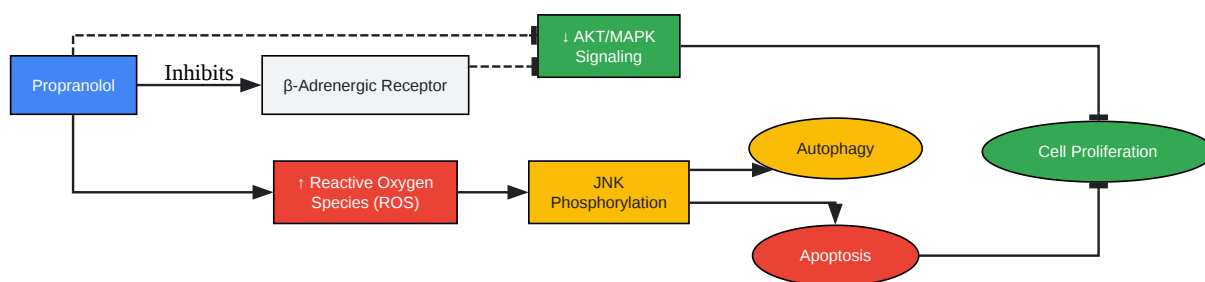 ↓ AKT/MAPK
Signaling
Propranolol
Inhibits
β-Adrenergic Receptor
Autophagy
Cell Proliferation
↑ Reactive Oxygen
Species (ROS)
JNK
Phosphorylation
Apoptosis